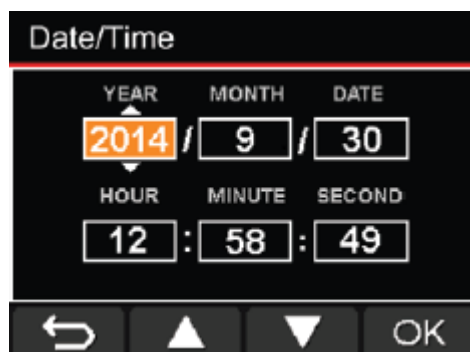 Date/Time
YEAR MONTH DATE
2014 / 9 / 30
HOUR MINUTE SECOND
12 : 58 : 49
OK